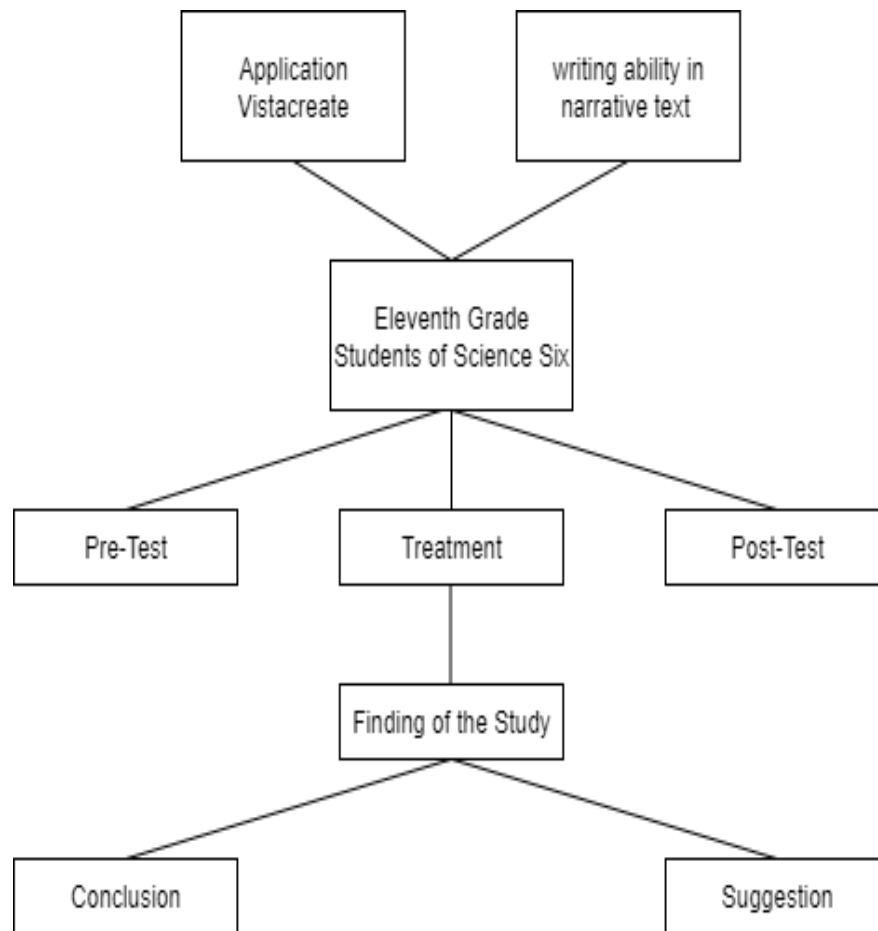 Application
Vistacreate
writing ability in
narrative text
Eleventh Grade
Students of Science Six
Pre-Test
Treatment
Post-Test
Finding of the Study
Conclusion
Suggestion